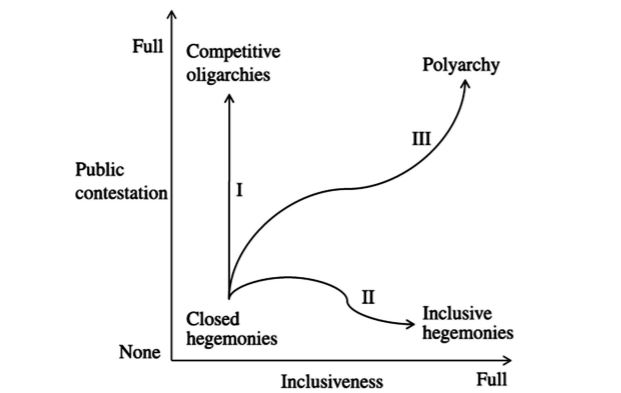 Full
Competitive
oligarchies
Polyarchy
III
Public
contestation
I
II
Closed
hegemonies
Inclusive
hegemonies
None
Inclusiveness
Full